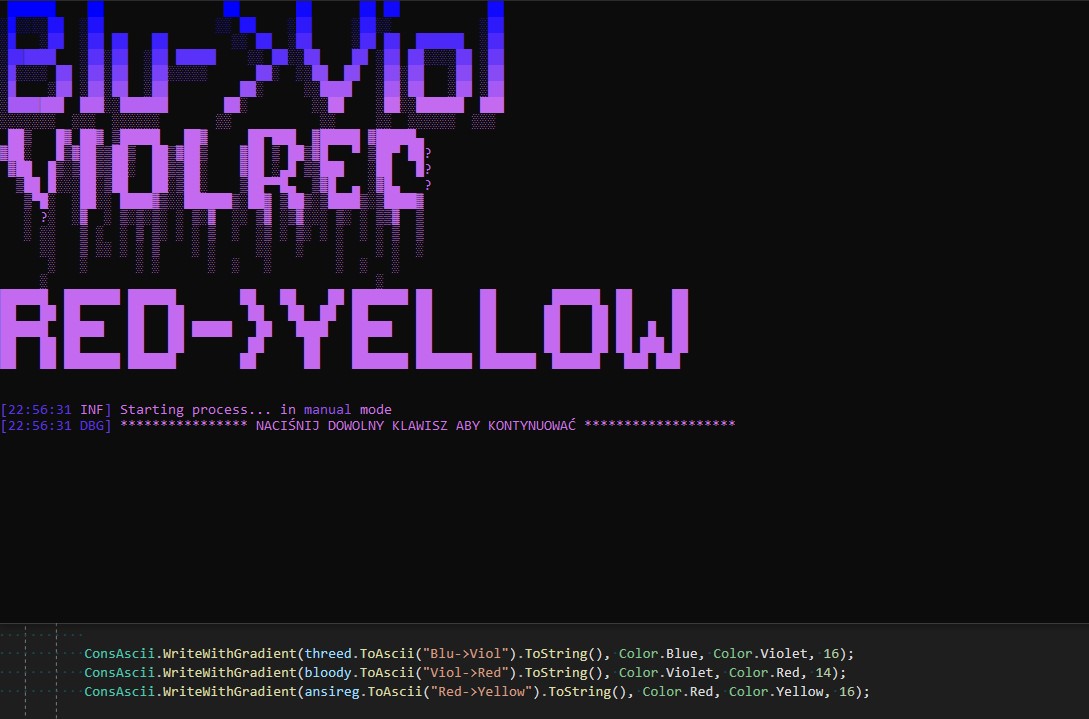 Blu->Viol
VIOL->RED
RED->YELLOW
[22:56:31 INF] Starting process... in manual mode
[22:56:31 DBG] **************** NACIŚNIJ DOWOLNY KLAWISZ ABY KONTYNUOWAĆ *******************
ConsAscii.WriteWithGradient(threed.ToAscii("Blu->Viol").ToString(), Color.Blue, Color.Violet, 16);
ConsAscii.WriteWithGradient(bloody.ToAscii("Viol->Red").ToString(), Color.Violet, Color.Red, 14);
ConsAscii.WriteWithGradient(ansireg.ToAscii("Red->Yellow").ToString(), Color.Red, Color.Yellow, 16);